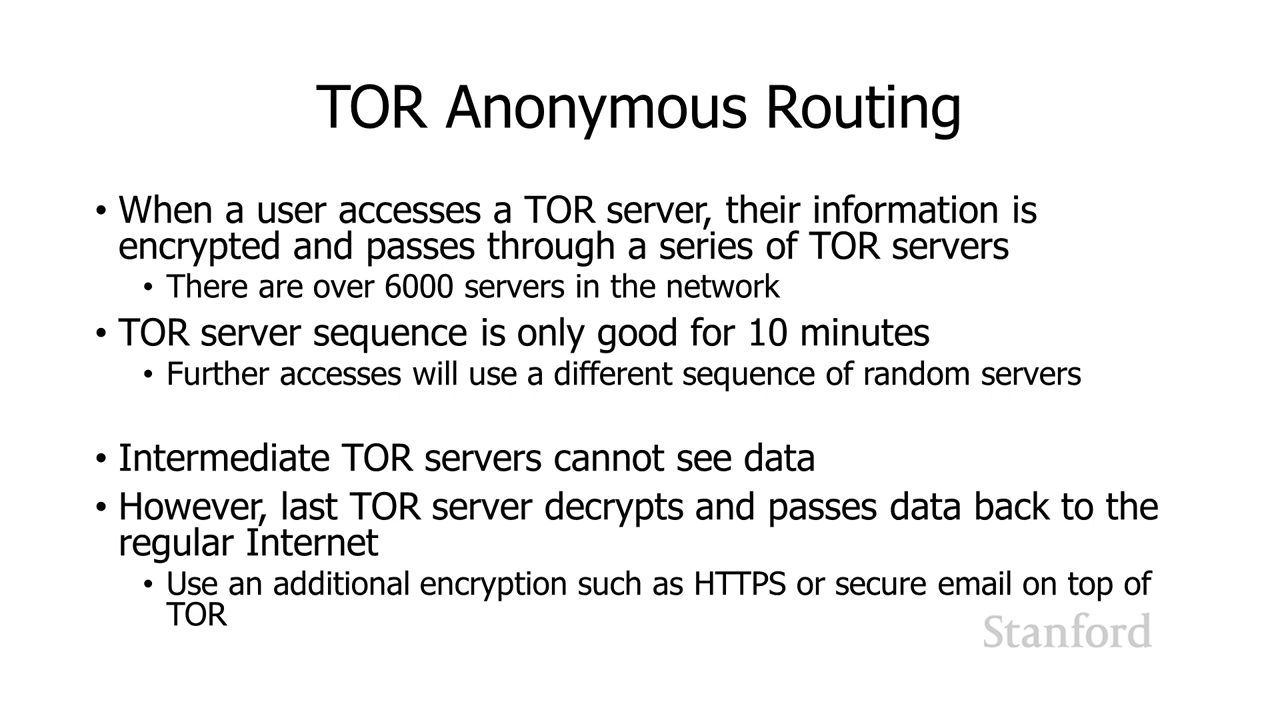 TOR Anonymous Routing
• When a user accesses a TOR server, their information is
encrypted and passes through a series of TOR servers
• There are over 6000 servers in the network
• TOR server sequence is only good for 10 minutes
• Further accesses will use a different sequence of random servers
• Intermediate TOR servers cannot see data
• However, last TOR server decrypts and passes data back to the
regular Internet
• Use an additional encryption such as HTTPS or secure email on top of
TOR
Stanford